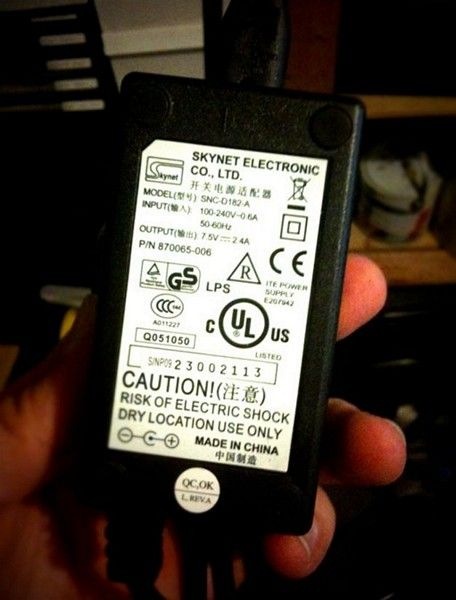 Skynet
SKYNET ELECTRONIC
CO., LTD.
开关电源适配器
MODEL(型号) SNC-D182-A
INPUT(输入): 100-240V~0.6A
50-60Hz
OUTPUT(输出): 7.5V 2.4A
P/N 870065-006
GS
LPS
R
CE
ITE POWER
SUPPLY
E207942
CCC
A011227
C UL US
LISTED
Q051050
S/NP09 23002113
CAUTION!(注意)
RISK OF ELECTRIC SHOCK
DRY LOCATION USE ONLY
MADE IN CHINA
中国制造
QC,OK
L.REV.A